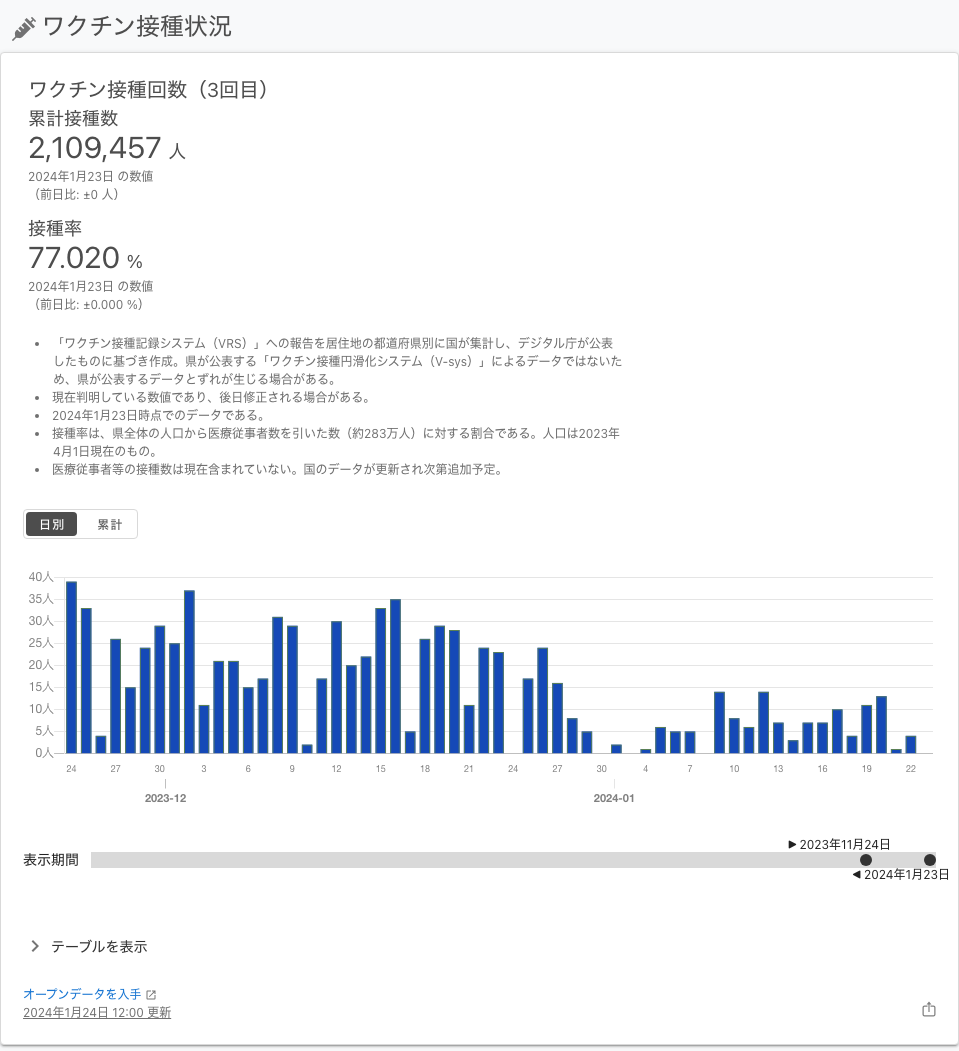 ワクチン接種状況
ワクチン接種回数（3回目）
累計接種数
2,109,457 人
2024年1月23日 の数値
（前日比: ±0 人）
接種率
77.020 %
2024年1月23日 の数値
（前日比: ±0.000 %）
• 「ワクチン接種記録システム（VRS）」への報告を居住地の都道府県別に国が集計し、デジタル庁が公表
したものに基づき作成。県が公表する「ワクチン接種円滑化システム（V-sys）」によるデータではないた
め、県が公表するデータとずれが生じる場合がある。
• 現在判明している数値であり、後日修正される場合がある。
• 2024年1月23日時点でのデータである。
• 接種率は、県全体の人口から医療従事者数を引いた数（約283万人）に対する割合である。人口は2023年
4月1日現在のもの。
• 医療従事者等の接種数は現在含まれていない。国のデータが更新され次第追加予定。
日別 累計
40人
35人
30人
25人
20人
15人
10人
5人
0人
24 27 30 3 6 9 12 15 18 21 24 27 30 4 7 10 13 16 19 22
2023-12 2024-01
▶ 2023年11月24日
表示期間
◀ 2024年1月23日
テーブルを表示
オープンデータを入手
2024年1月24日 12:00 更新